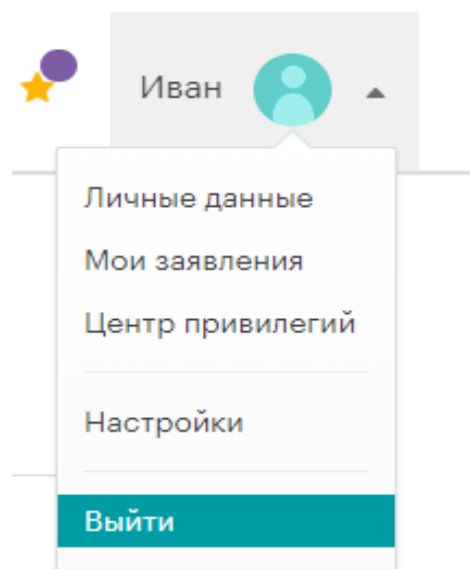 Иван
Личные данные
Мои заявления
Центр привилегий
Настройки
Выйти